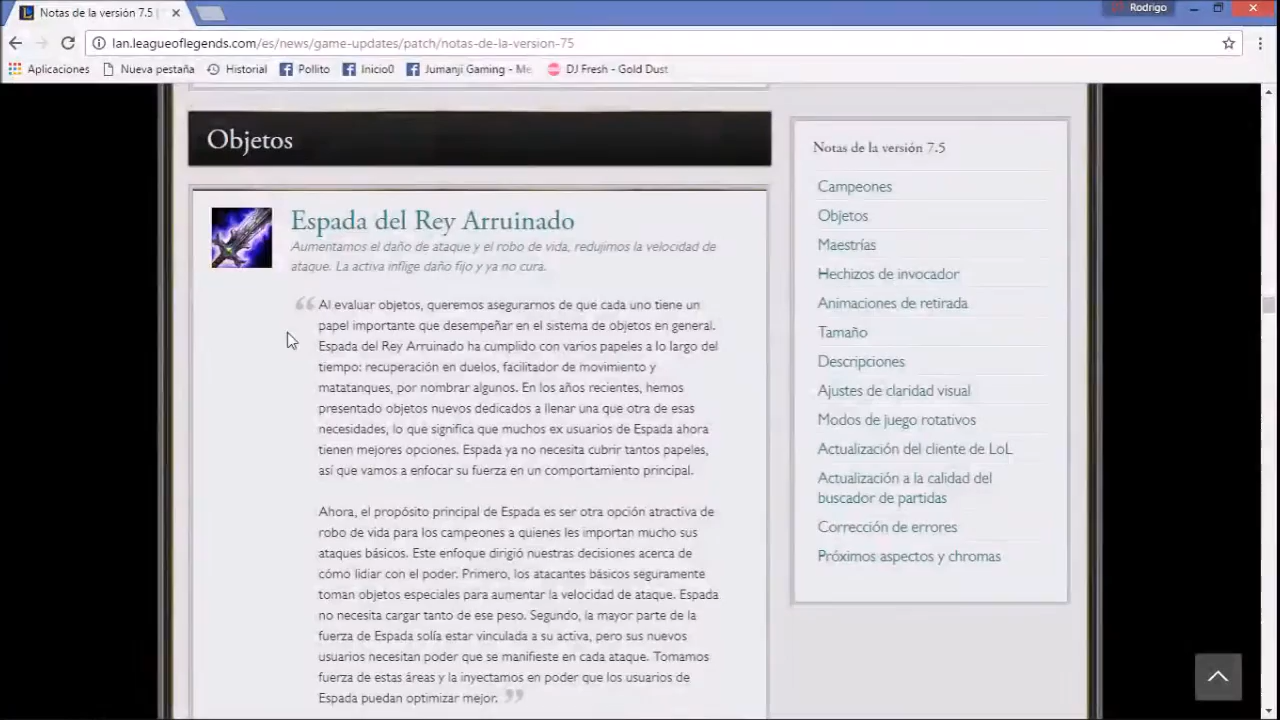 Notas de la versión 7.5
Rodrigo
lan.leagueoflegends.com/es/news/game-updates/patch/notas-de-la-version-75
Aplicaciones Nueva pestaña Historial Pollito Inicio0 Jumanji Gaming - Me DJ Fresh - Gold Dust
Objetos
Espada del Rey Arruinado
Aumentamos el daño de ataque y el robo de vida, redujimos la velocidad de
ataque. La activa inflige daño fijo y ya no cura.
“ Al evaluar objetos, queremos asegurarnos de que cada uno tiene un
papel importante que desempeñar en el sistema de objetos en general.
Espada del Rey Arruinado ha cumplido con varios papeles a lo largo del
tiempo: recuperación en duelos, facilitador de movimiento y
matatanques, por nombrar algunos. En los años recientes, hemos
presentado objetos nuevos dedicados a llenar una que otra de esas
necesidades, lo que significa que muchos ex usuarios de Espada ahora
tienen mejores opciones. Espada ya no necesita cubrir tantos papeles,
así que vamos a enfocar su fuerza en un comportamiento principal.
Ahora, el propósito principal de Espada es ser otra opción atractiva de
robo de vida para los campeones a quienes les importan mucho sus
ataques básicos. Este enfoque dirigió nuestras decisiones acerca de
cómo lidiar con el poder. Primero, los atacantes básicos seguramente
toman objetos especiales para aumentar la velocidad de ataque. Espada
no necesita cargar tanto de ese peso. Segundo, la mayor parte de la
fuerza de Espada solía estar vinculada a su activa, pero sus nuevos
usuarios necesitan poder que se manifieste en cada ataque. Tomamos
fuerza de estas áreas y la inyectamos en poder que los usuarios de
Espada puedan optimizar mejor. ”
Notas de la versión 7.5
Campeones
Objetos
Maestrías
Hechizos de invocador
Animaciones de retirada
Tamaño
Descripciones
Ajustes de claridad visual
Modos de juego rotativos
Actualización del cliente de LoL
Actualización a la calidad del
buscador de partidas
Corrección de errores
Próximos aspectos y chromas